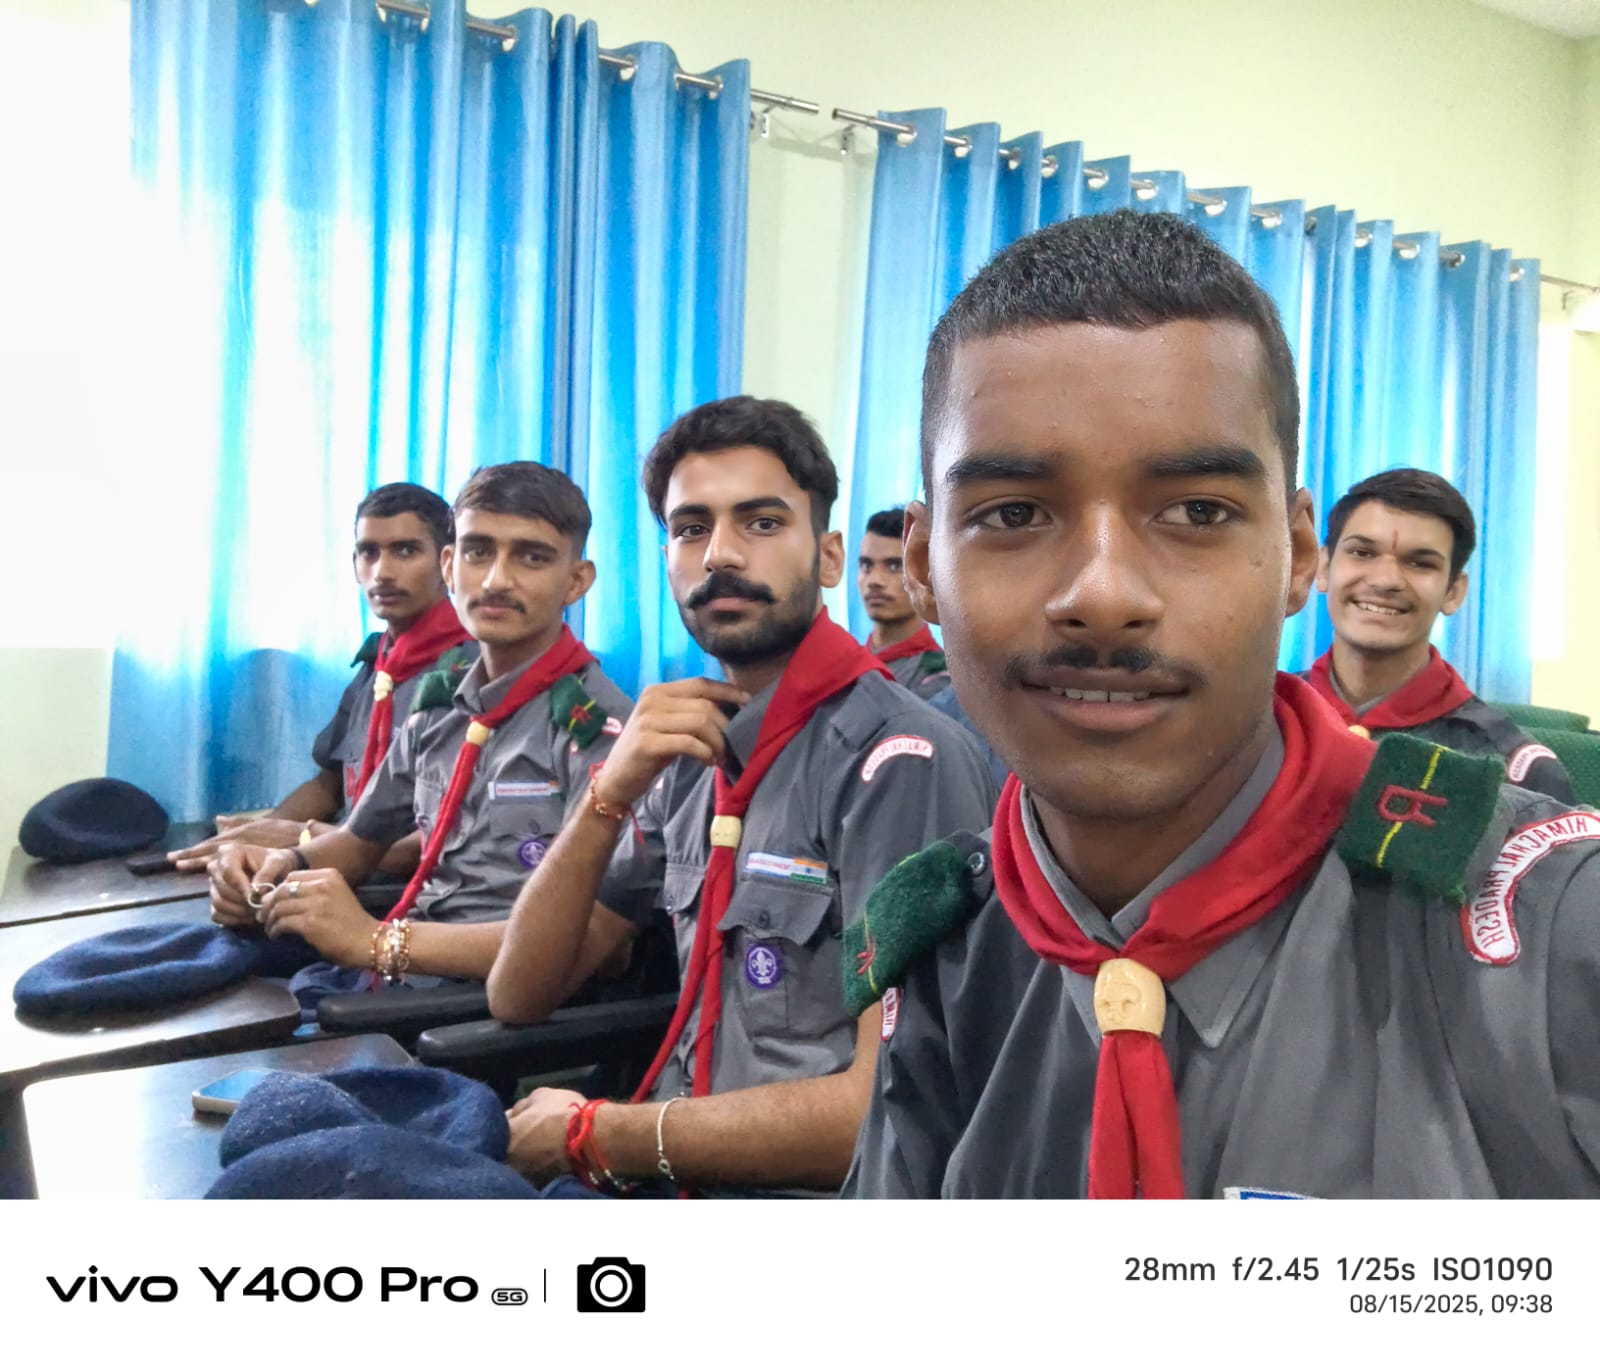 HIMACHAL PRADESH
R
vivo Y400 Pro 5G
28mm f/2.45 1/25s ISO1090
08/15/2025, 09:38